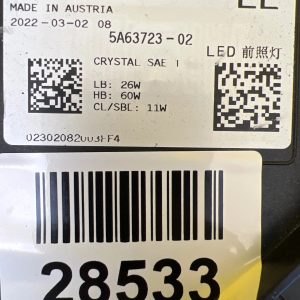 MADE IN AUSTRIA
2022-03-02 08
5A63723-02
LED 前照灯
CRYSTAL SAE I
LB: 26W
HB: 60W
CL/SBL: 11W
28533